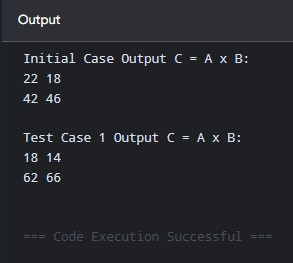 Output
Initial Case Output C = A x B:
22 18
42 46
Test Case 1 Output C = A x B:
18 14
62 66
=== Code Execution Successful ===